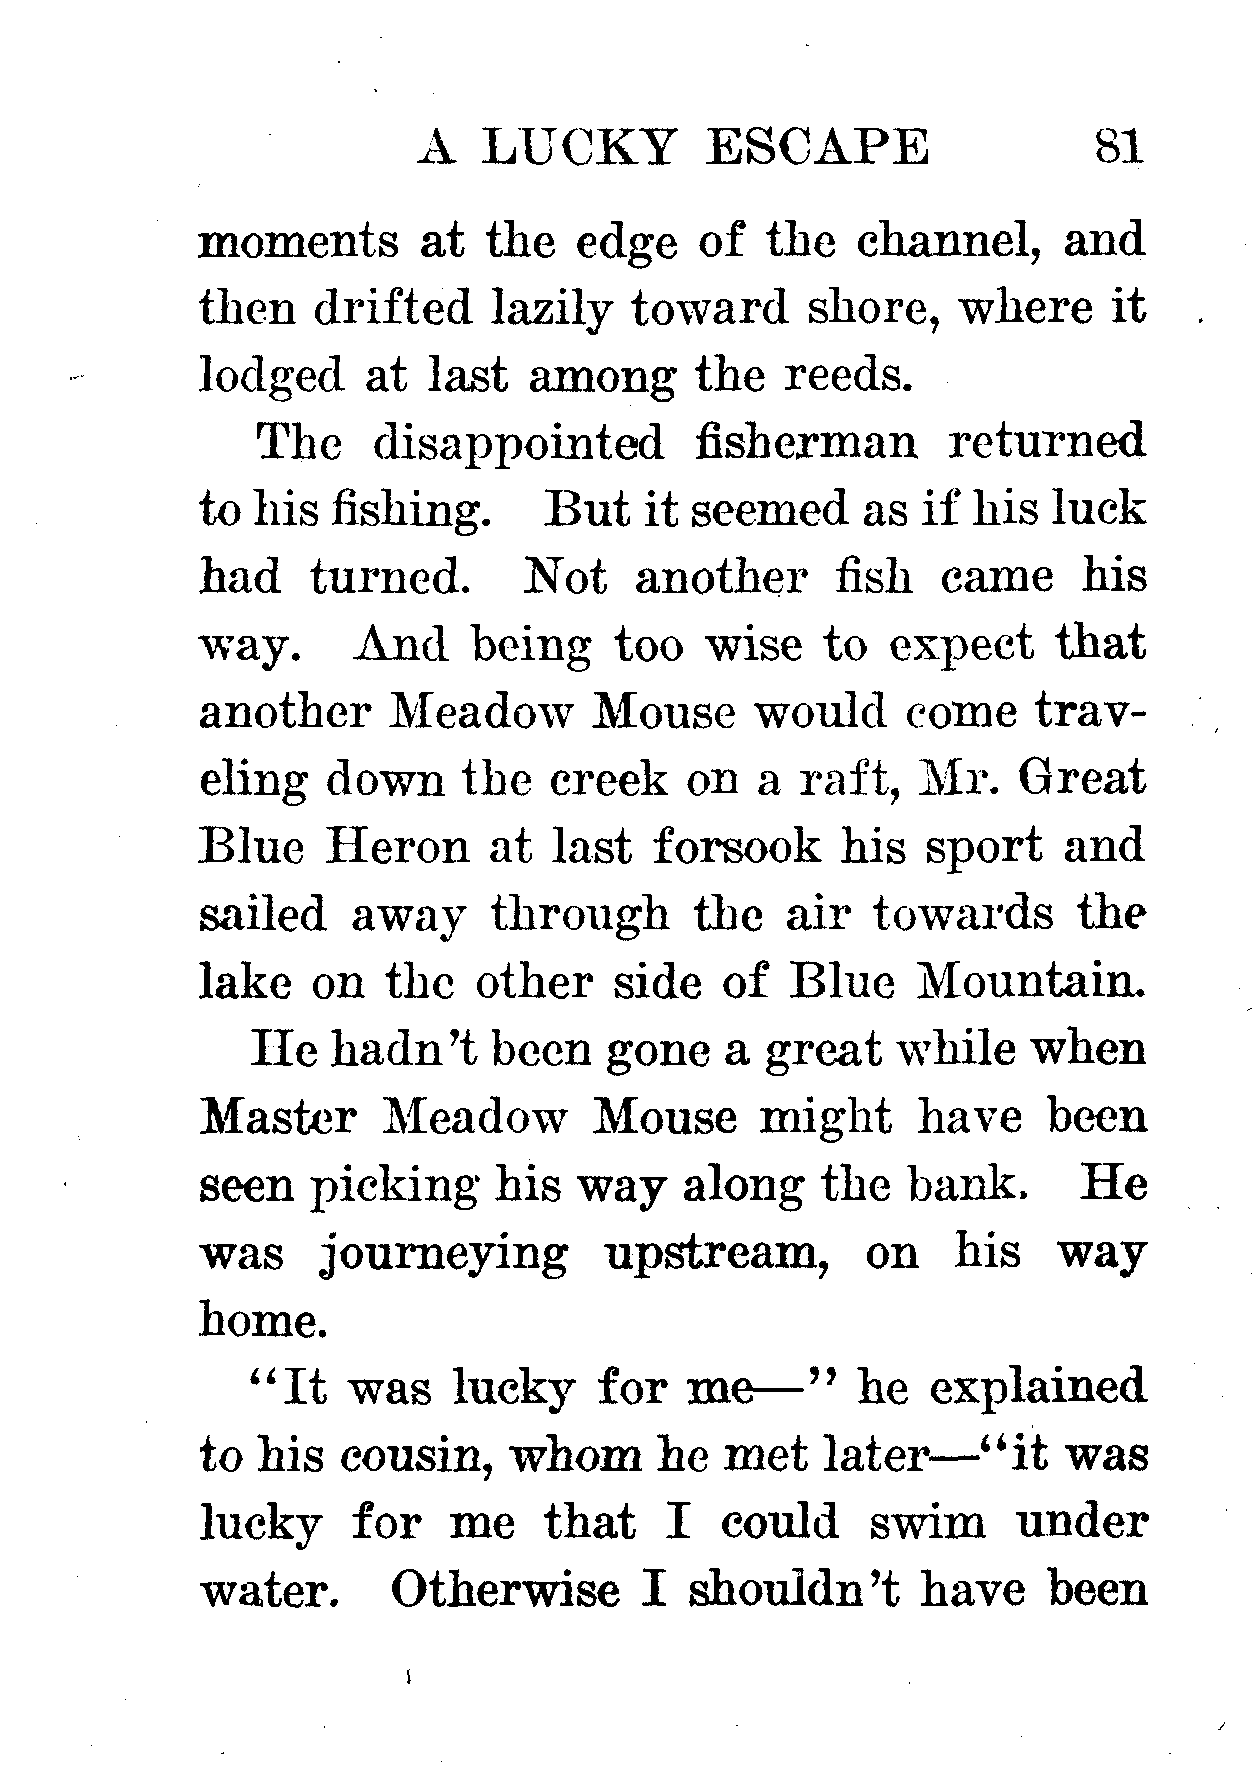 A LUCKY ESCAPE 81
moments at the edge of the channel, and
then drifted lazily toward shore, where it
lodged at last among the reeds.
The disappointed fisherman returned
to his fishing. But it seemed as if his luck
had turned. Not another fish came his
way. And being too wise to expect that
another Meadow Mouse would come trav-
eling down the creek on a raft, Mr. Great
Blue Heron at last forsook his sport and
sailed away through the air towards the
lake on the other side of Blue Mountain.
He hadn't been gone a great while when
Master Meadow Mouse might have been
seen picking his way along the bank. He
was journeying upstream, on his way
home.
"It was lucky for me—" he explained
to his cousin, whom he met later—"it was
lucky for me that I could swim under
water. Otherwise I shouldn't have been